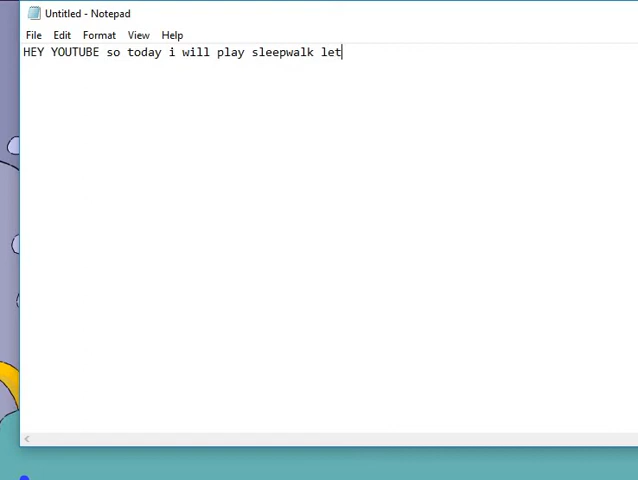 Untitled - Notepad
File Edit Format View Help
HEY YOUTUBE so today i will play sleepwalk let